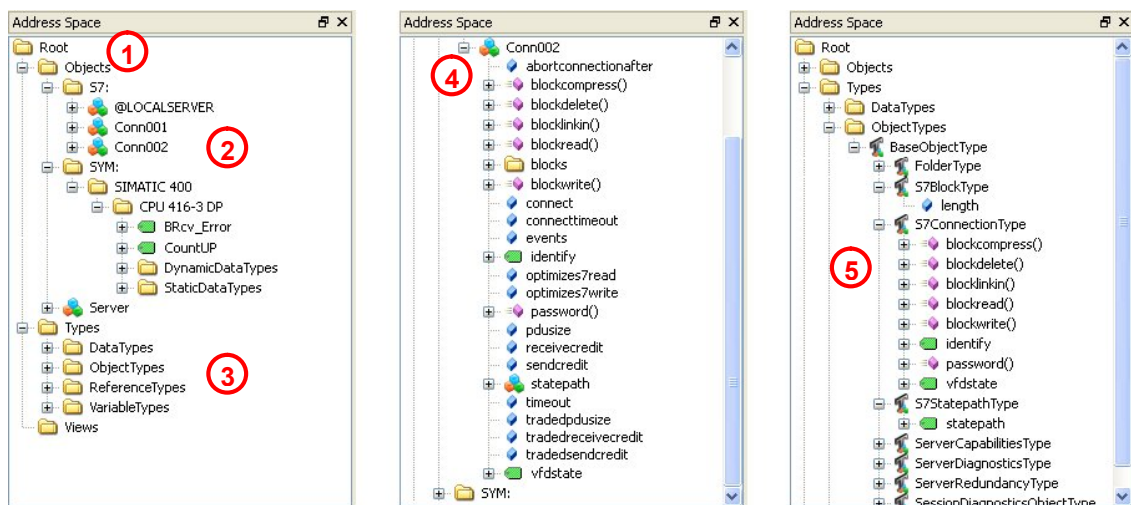 Address Space
Root
1
Objects
S7:
@LOCALSERVER
Conn001
Conn002
2
SYM:
SIMATIC 400
CPU 416-3 DP
BRcv_Error
CountUP
DynamicDataTypes
StaticDataTypes
Server
Types
DataTypes
ObjectTypes
3
ReferenceTypes
VariableTypes
Views
Address Space
Conn002
4
abortconnectionafter
blockcompress()
blockdelete()
blocklinkin()
blockread()
blocks
blockwrite()
connect
connecttimeout
events
identify
optimizes7read
optimizes7write
password()
pdusize
receivecredit
sendcredit
statepath
timeout
tradedpdusize
tradedreceivecredit
tradedsendcredit
vfdstate
SYM:
Address Space
Root
Objects
Types
DataTypes
ObjectTypes
BaseObjectType
FolderType
S7BlockType
length
S7ConnectionType
blockcompress()
5
blockdelete()
blocklinkin()
blockread()
blockwrite()
identify
password()
vfdstate
S7StatepathType
statepath
ServerCapabilitiesType
ServerDiagnosticsType
ServerRedundancyType
SessionDiagnosticsObjectType